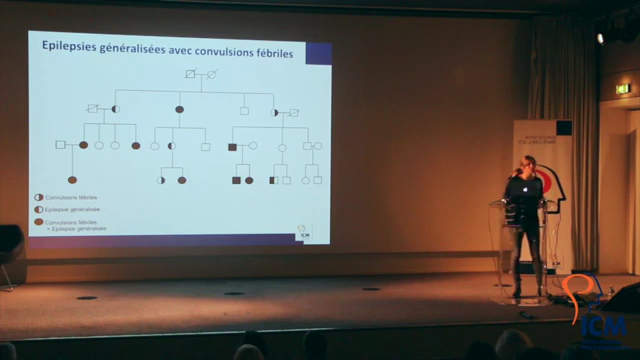 Epilepsies généralisées avec convulsions fébriles
Convulsions fébriles
Epilepsie généralisée
Convulsions fébriles
+ Epilepsie généralisée
ICM
ICM